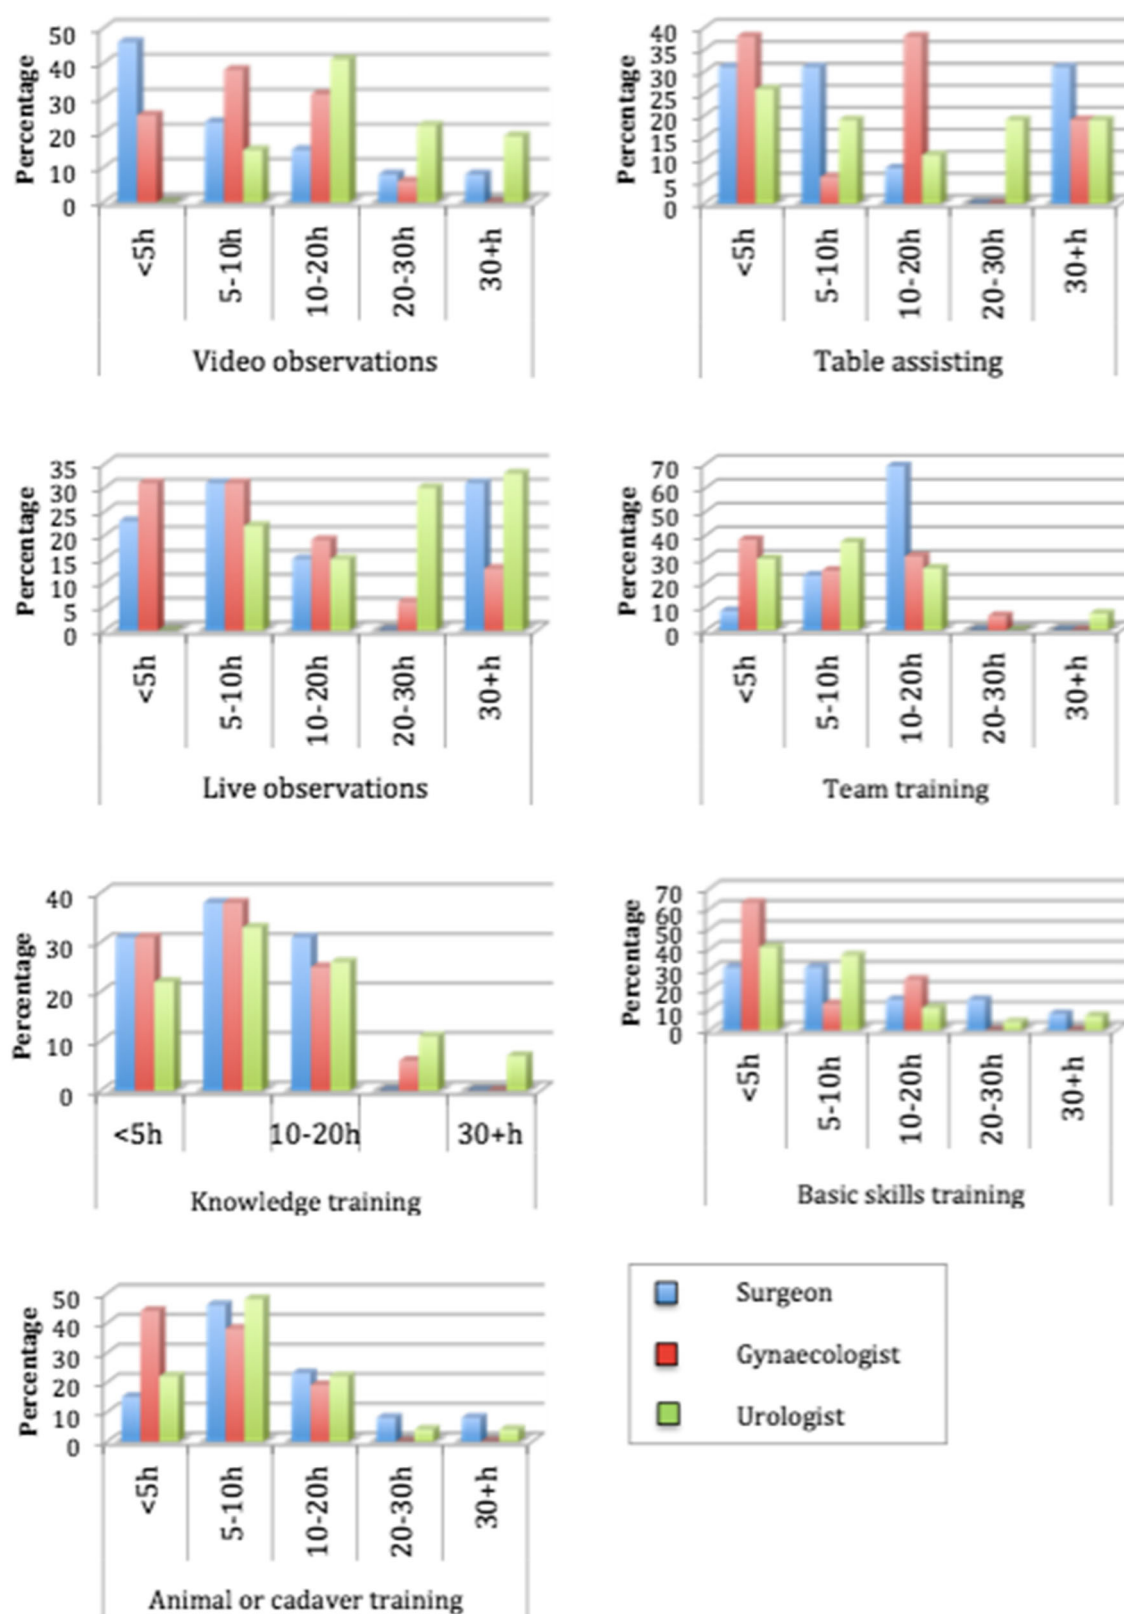 Percentage
50
40
30
20
10
0
<5h
5-10h
10-20h
20-30h
30+h
Video observations
Percentage
40
35
30
25
20
15
10
5
0
<5h
5-10h
10-20h
20-30h
30+h
Table assisting
Percentage
35
30
25
20
15
10
5
0
<5h
5-10h
10-20h
20-30h
30+h
Live observations
Percentage
70
60
50
40
30
20
10
0
<5h
5-10h
10-20h
20-30h
30+h
Team training
Percentage
40
30
20
10
0
<5h
10-20h
30+h
Knowledge training
Percentage
70
60
50
40
30
20
10
0
<5h
5-10h
10-20h
20-30h
30+h
Basic skills training
Percentage
50
40
30
20
10
0
<5h
5-10h
10-20h
20-30h
30+h
Animal or cadaver training
Surgeon
Gynaecologist
Urologist